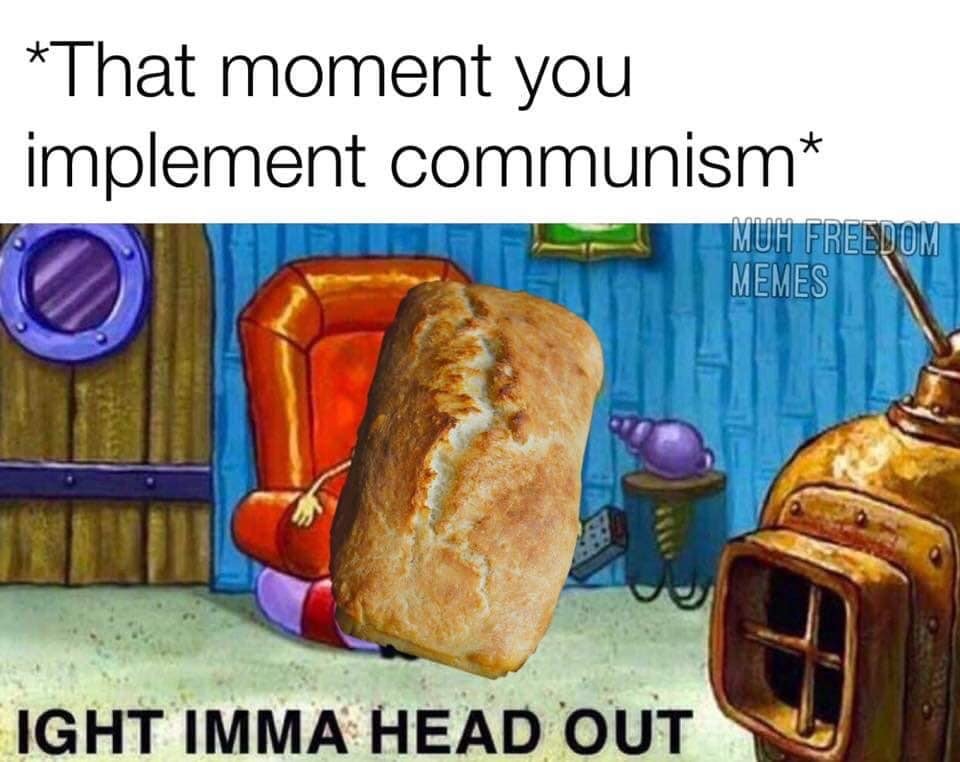 *That moment you
implement communism*
MUH FREEDOM
MEMES
IGHT IMMA HEAD OUT